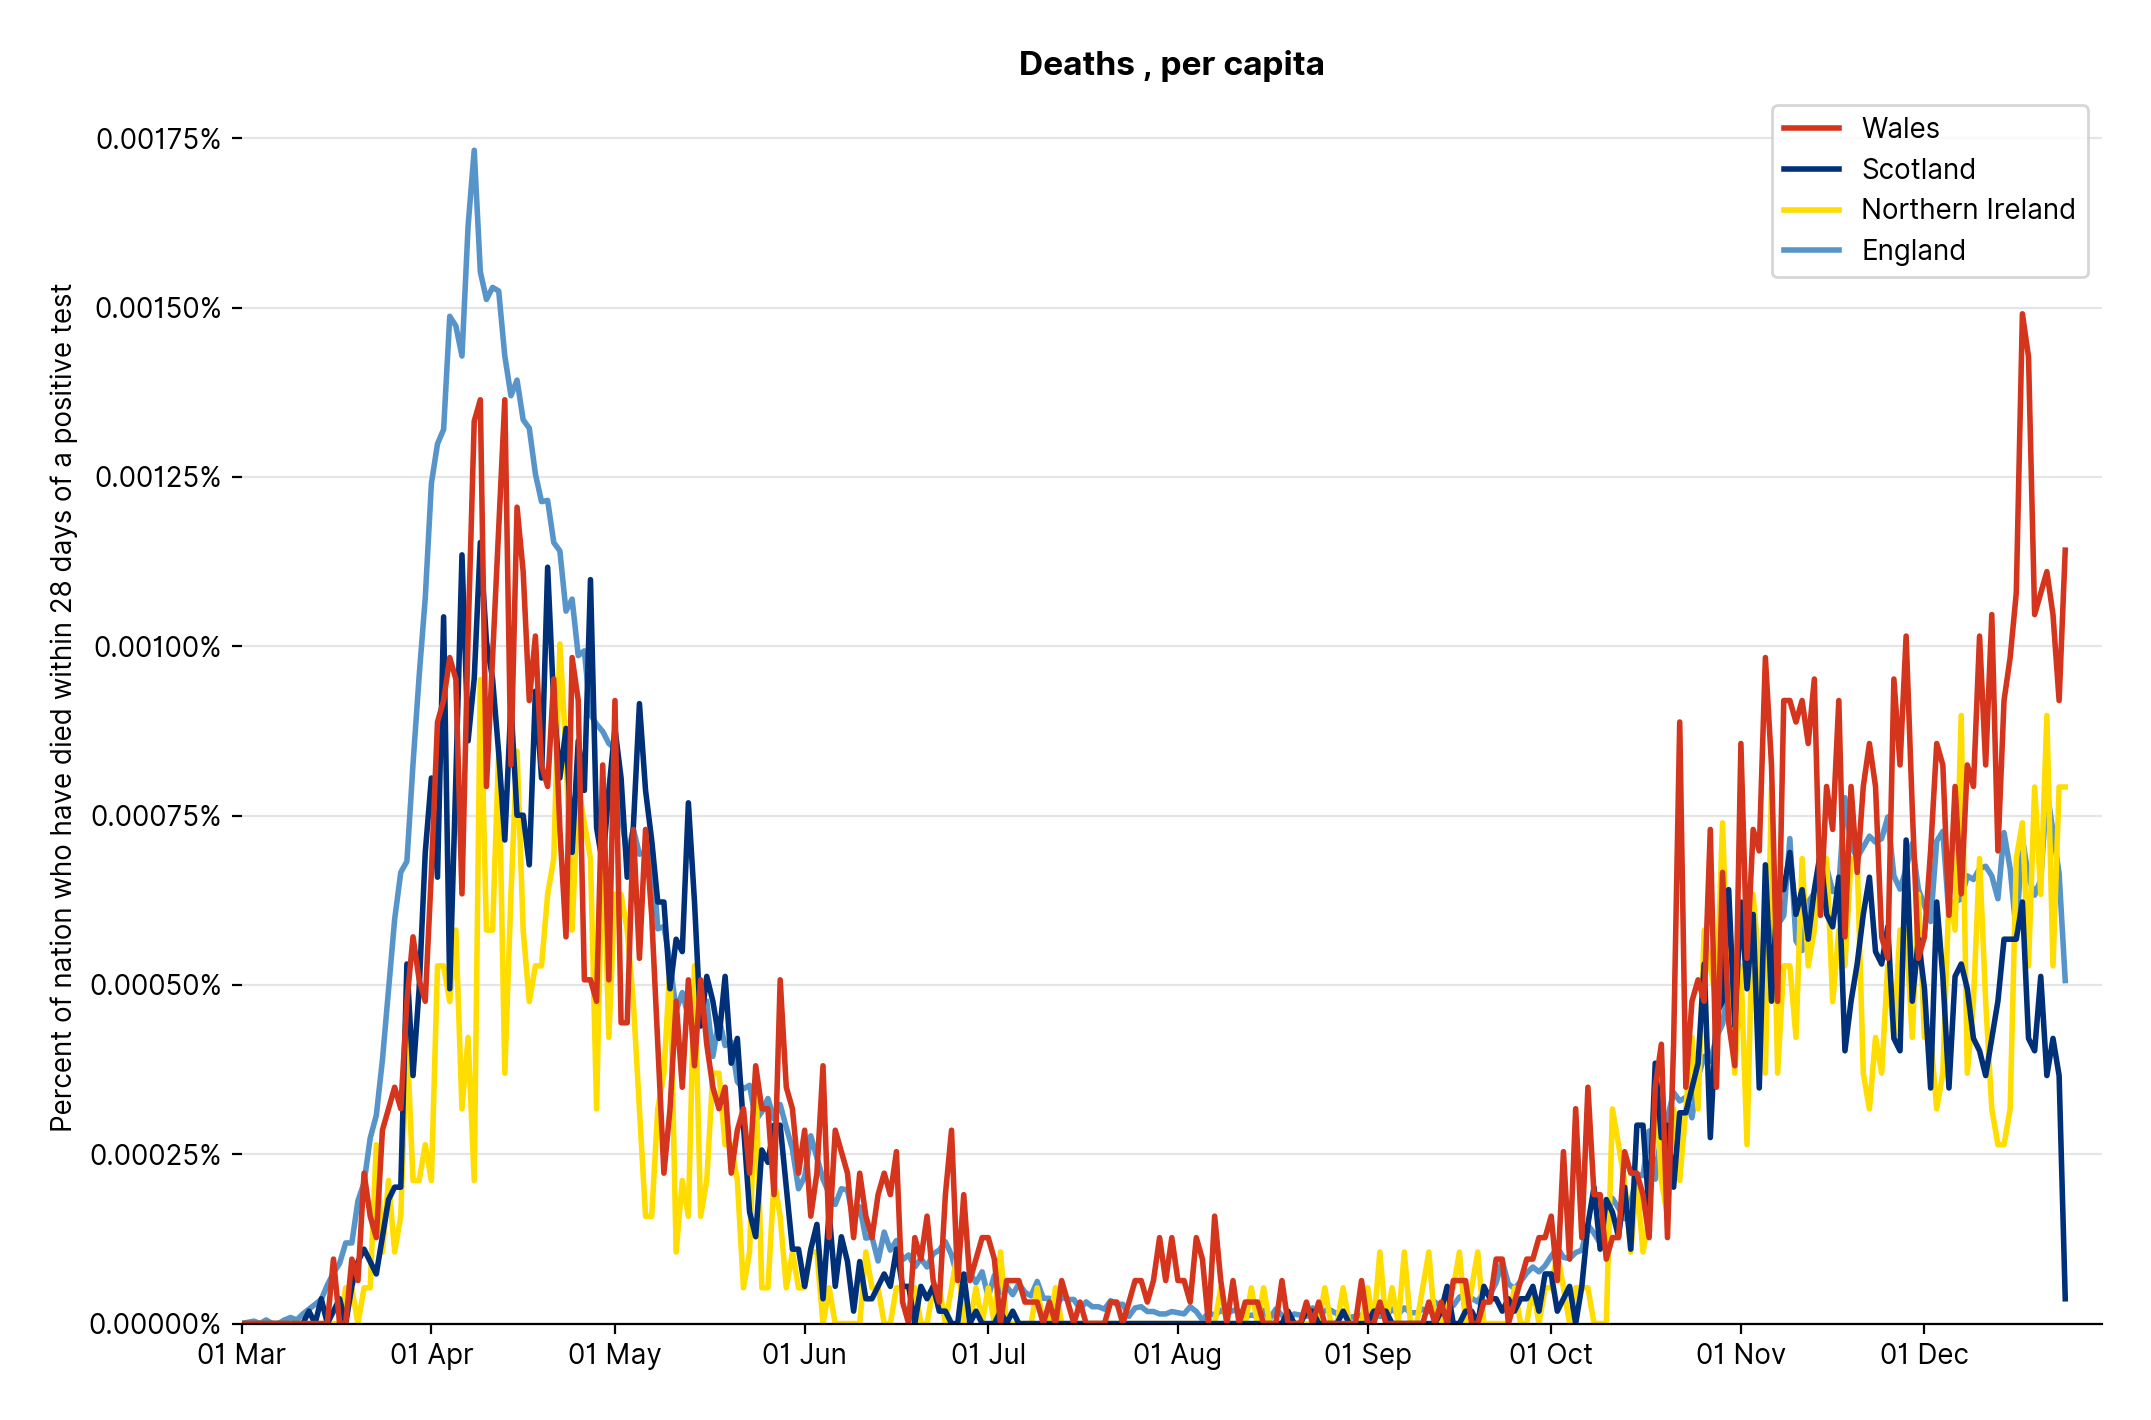 Deaths , per capita
Wales
Scotland
Northern Ireland
England
Percent of nation who have died within 28 days of a positive test
0.00175%
0.00150%
0.00125%
0.00100%
0.00075%
0.00050%
0.00025%
0.00000%
01 Mar 01 Apr 01 May 01 Jun 01 Jul 01 Aug 01 Sep 01 Oct 01 Nov 01 Dec